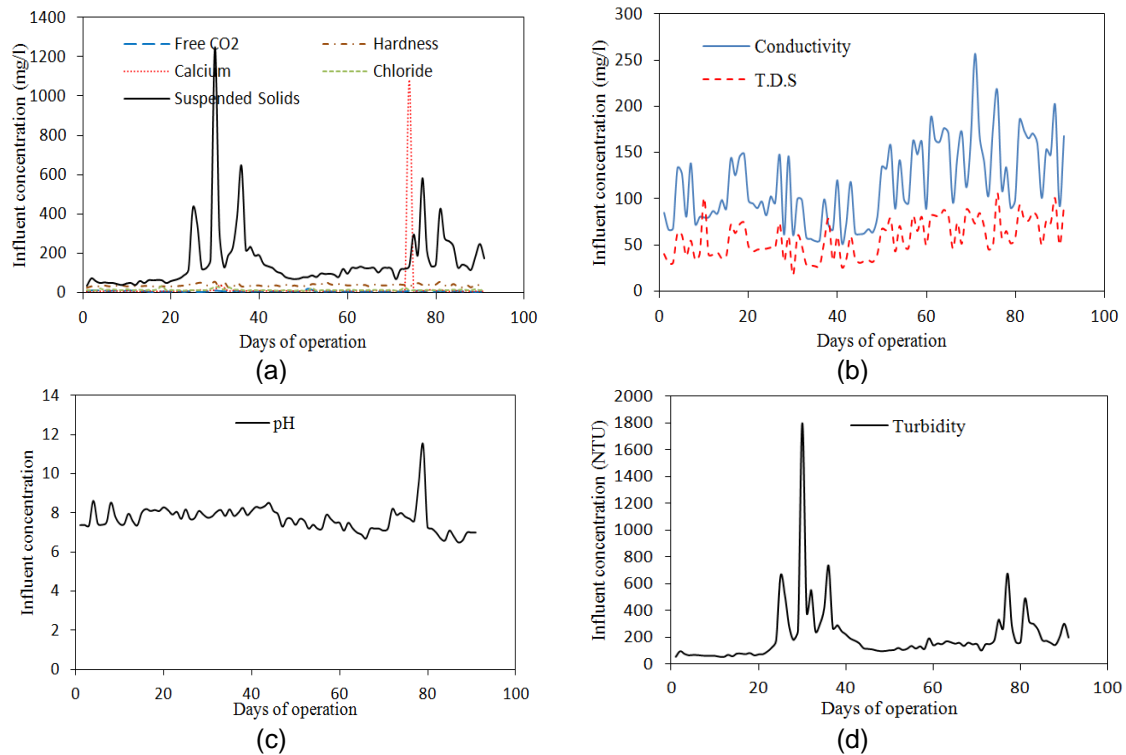 Influent concentration (mg/l)
1400
1200
1000
800
600
400
200
0
Free CO2
Hardness
Calcium
Chloride
Suspended Solids
0 20 40 60 80 100
Days of operation
(a)
Influent concentration (mg/l)
300
250
200
150
100
50
0
Conductivity
T.D.S
0 20 40 60 80 100
Days of operation
(b)
Influent concentration
14
12
10
8
6
4
2
0
pH
0 20 40 60 80 100
Days of operation
(c)
Influent concentration (NTU)
2000
1800
1600
1400
1200
1000
800
600
400
200
0
Turbidity
0 20 40 60 80 100
Days of operation
(d)